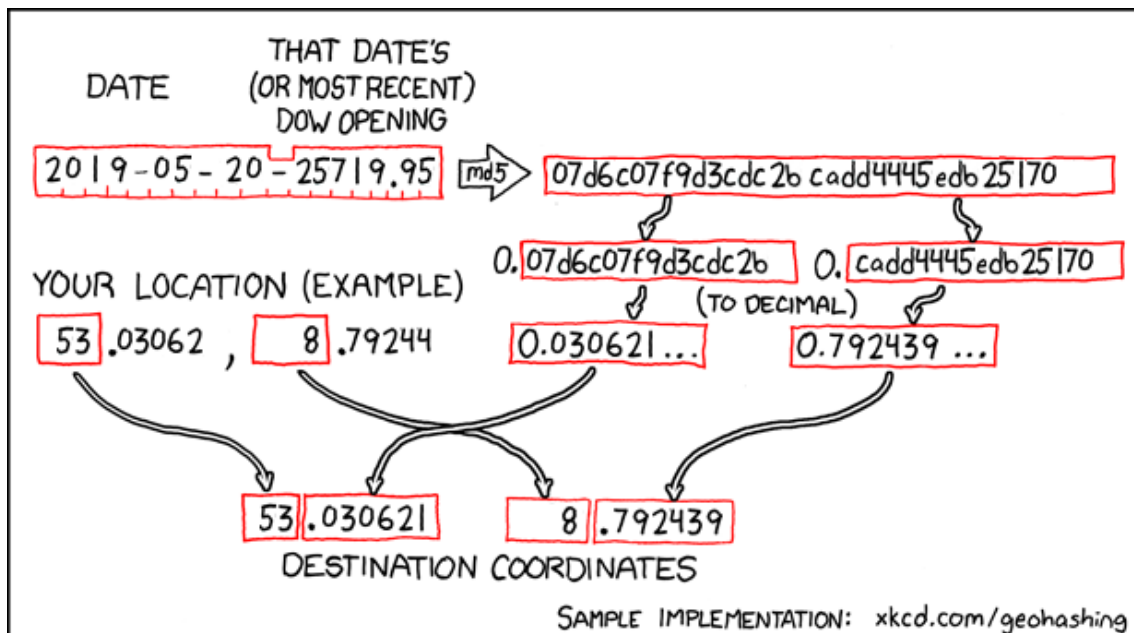 DATE
THAT DATE'S
(OR MOST RECENT)
DOW OPENING
2019-05-20-25719.95
md5
07d6c07f9d3cdc2bcadd4445edb25170
0.07d6c07f9d3cdc2b
0.cadd4445edb25170
YOUR LOCATION (EXAMPLE)
(TO DECIMAL)
53.03062, 8.79244
0.030621...
0.792439...
53.030621
8.792439
DESTINATION COORDINATES
SAMPLE IMPLEMENTATION: xkcd.com/geohashing